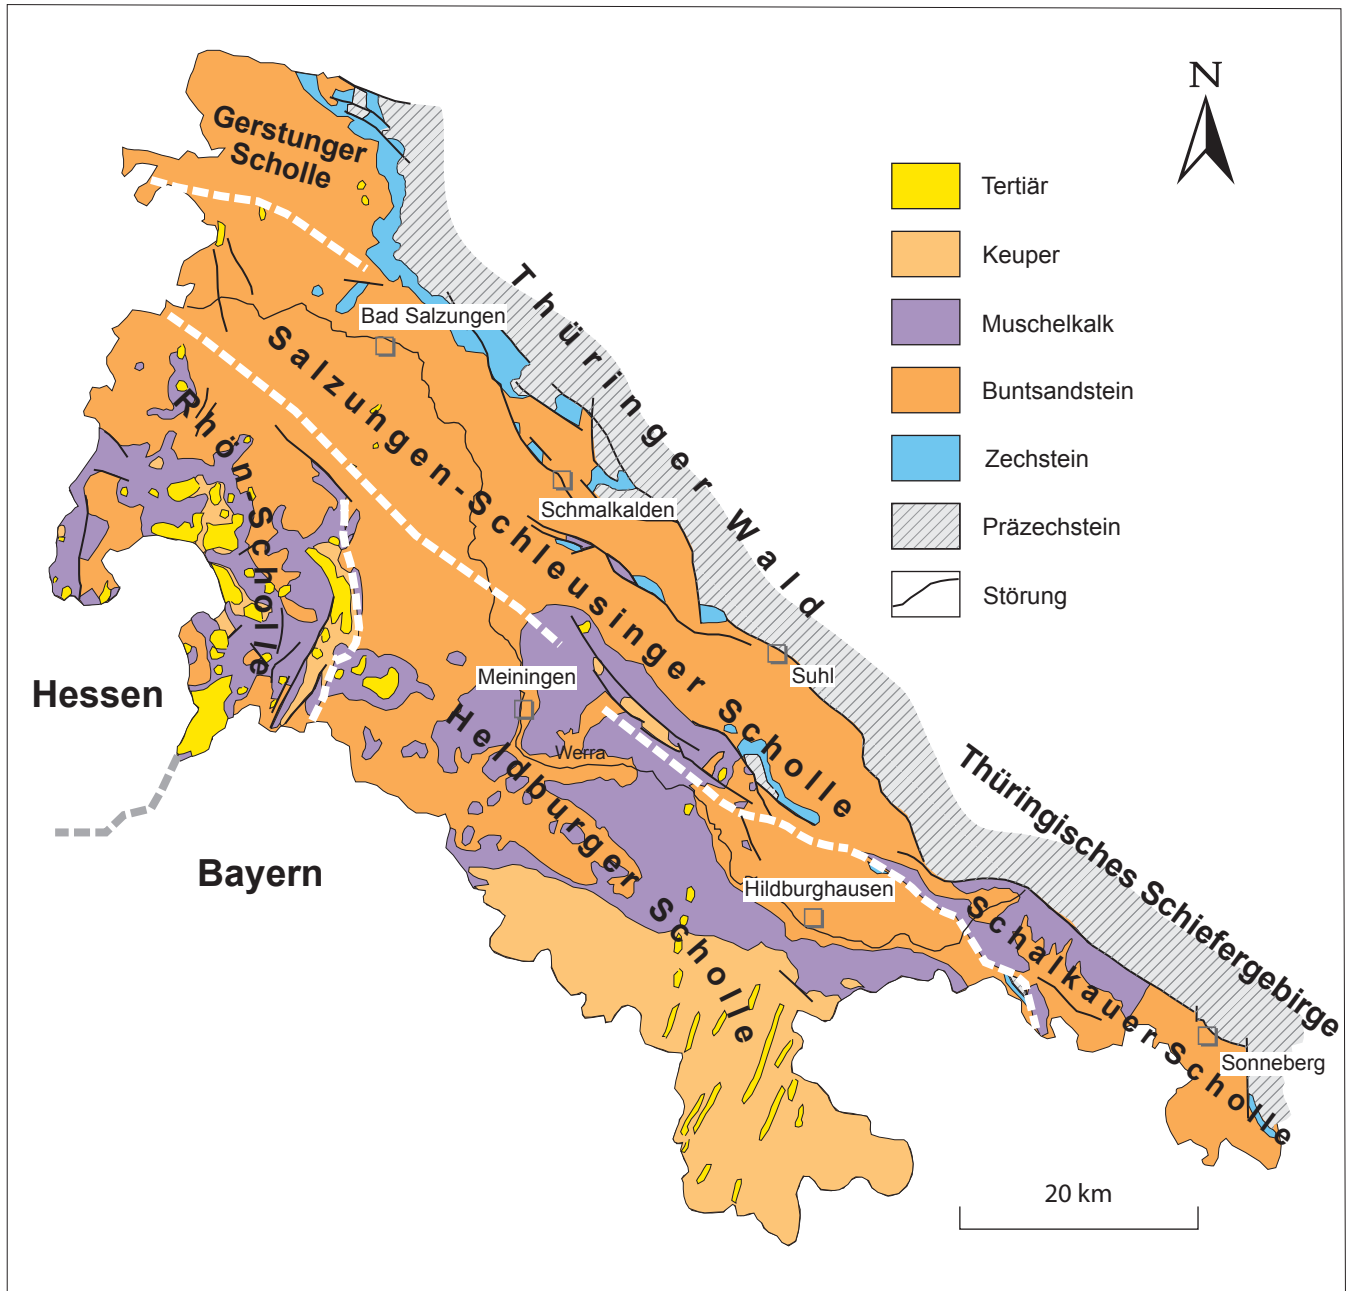 N
Gerstunger
Scholle
Tertiär
Keuper
Muschelkalk
Buntsandstein
Zechstein
Präzechstein
Störung
Thüringer Wald
Bad Salzungen
Salzungen-Schleusinger Scholle
Rhön-Scholle
Schmalkalden
Suhl
Meiningen
Hessen
Werra
Heldburger Scholle
Thüringisches Schiefergebirge
Bayern
Hildburghausen
Schalkauer Scholle
Sonneberg
20 km